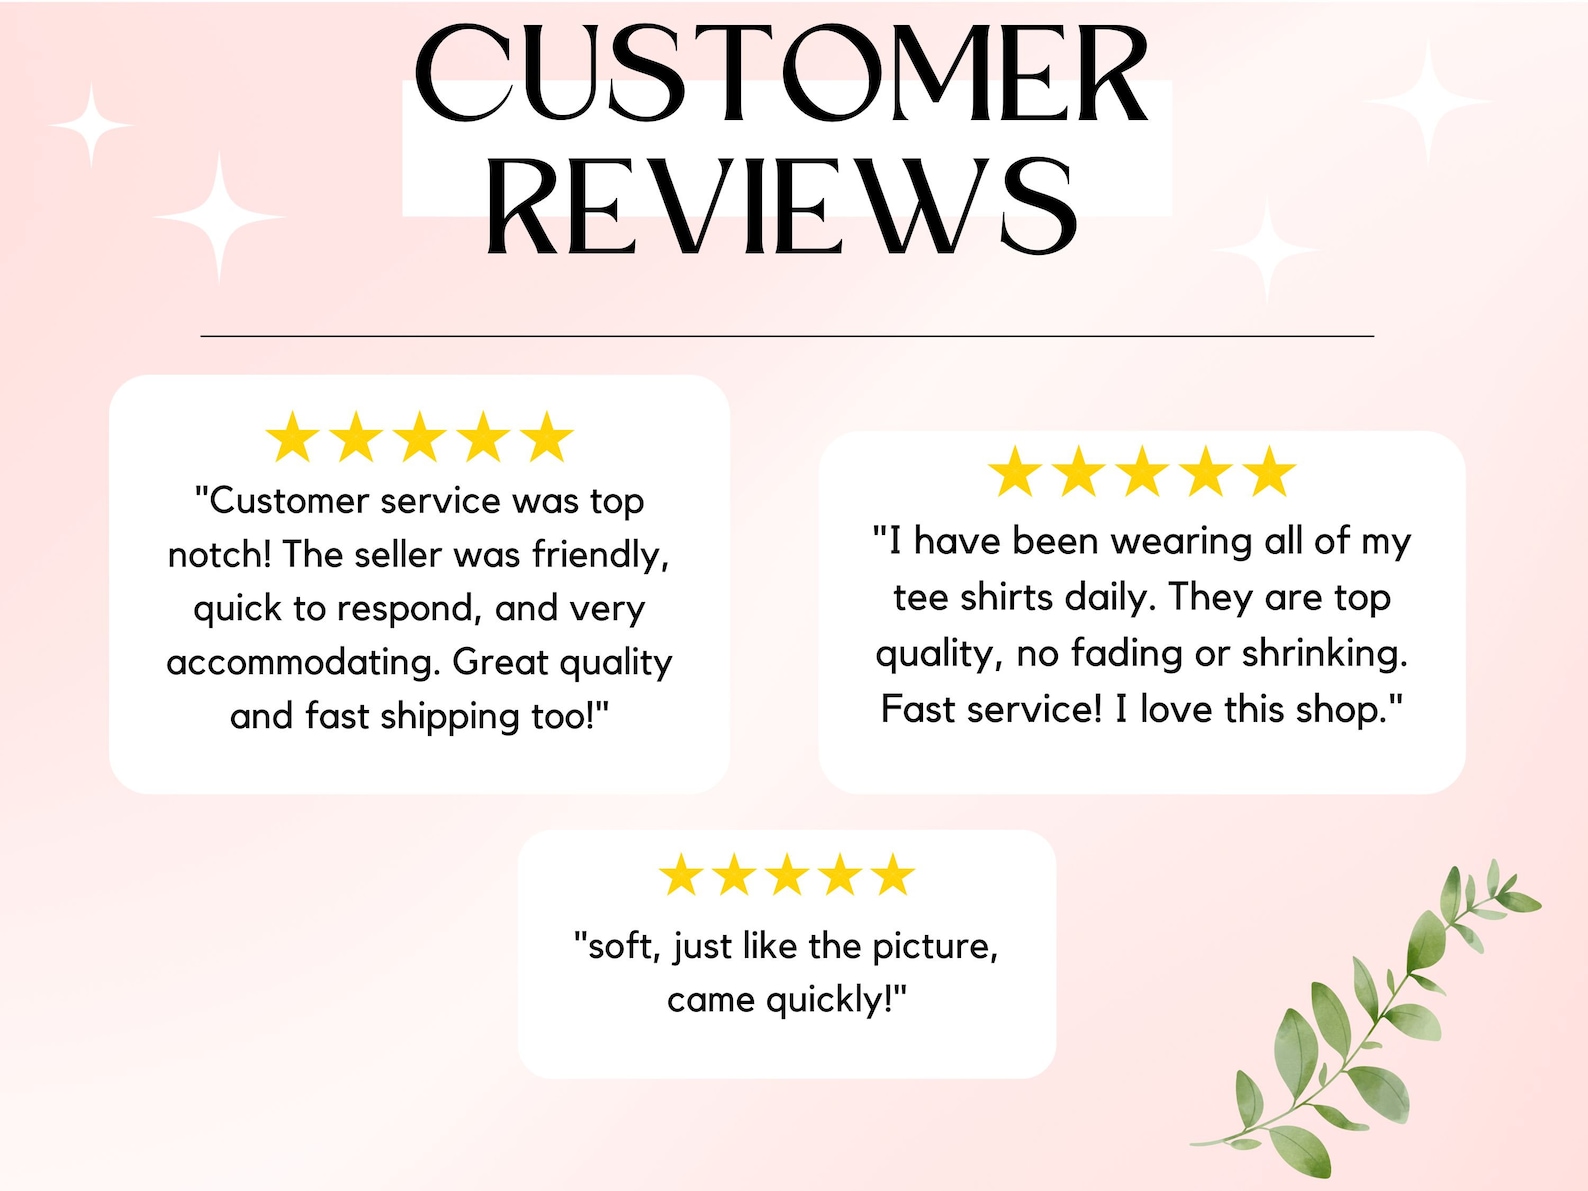 CUSTOMER
REVIEWS
"Customer service was top
notch! The seller was friendly,
quick to respond, and very
accommodating. Great quality
and fast shipping too!"
"I have been wearing all of my
tee shirts daily. They are top
quality, no fading or shrinking.
Fast service! I love this shop."
"soft, just like the picture,
came quickly!"